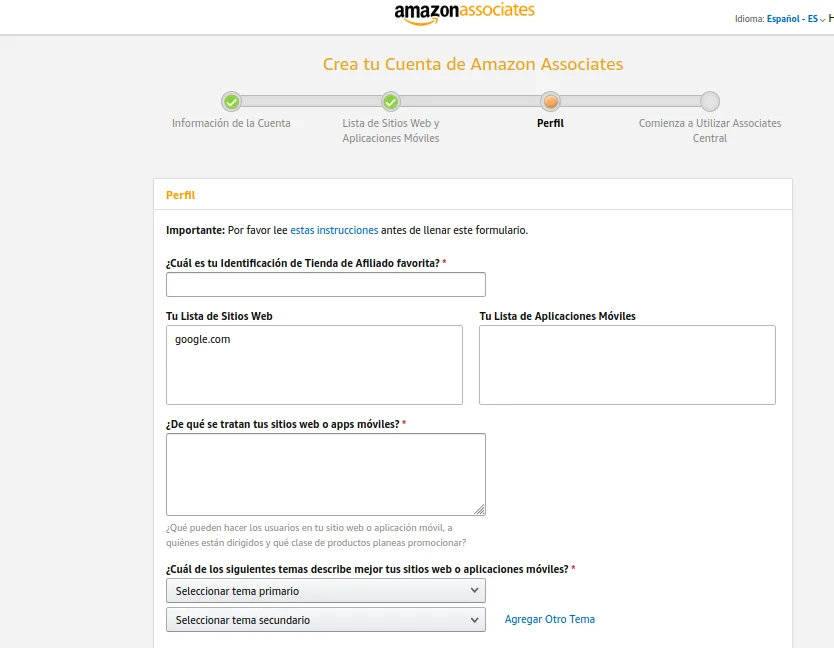 amazonassociates
Idioma: Español - ES
Crea tu Cuenta de Amazon Associates
Información de la Cuenta
Lista de Sitios Web y
Aplicaciones Móviles
Perfil
Comienza a Utilizar Associates
Central
Perfil
Importante: Por favor lee estas instrucciones antes de llenar este formulario.
¿Cuál es tu Identificación de Tienda de Afiliado favorita? *
Tu Lista de Sitios Web
Tu Lista de Aplicaciones Móviles
google.com
¿De qué se tratan tus sitios web o apps móviles? *
¿Qué pueden hacer los usuarios en tu sitio web o aplicación móvil, a
quiénes están dirigidos y qué clase de productos planeas promocionar?
¿Cuál de los siguientes temas describe mejor tus sitios web o aplicaciones móviles? *
Seleccionar tema primario
Seleccionar tema secundario
Agregar Otro Tema